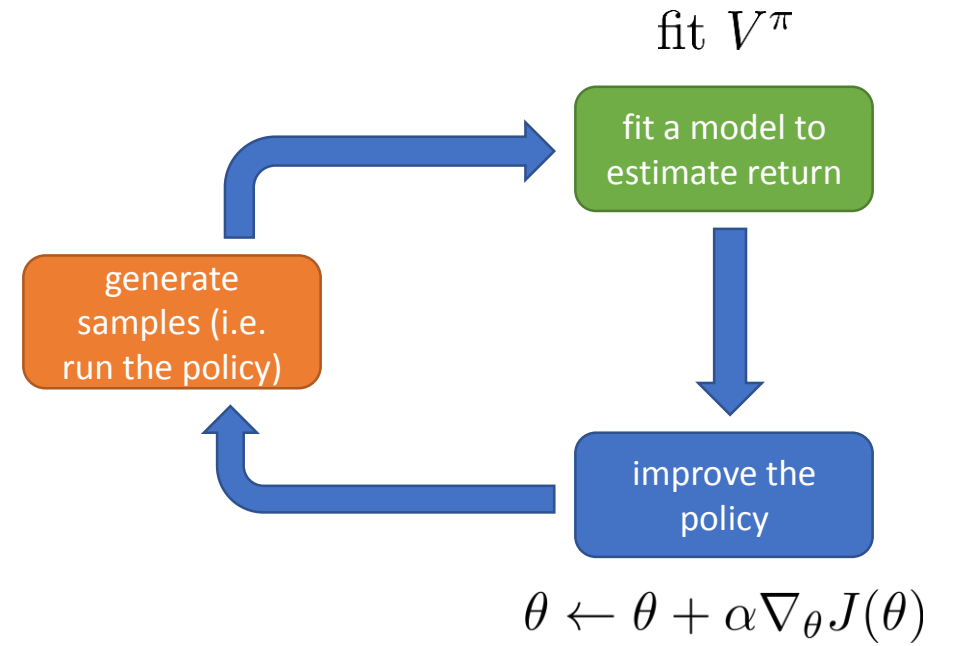 fit V^π
fit a model to
estimate return
generate
samples (i.e.
run the policy)
improve the
policy
θ ← θ + α∇_θ J(θ)